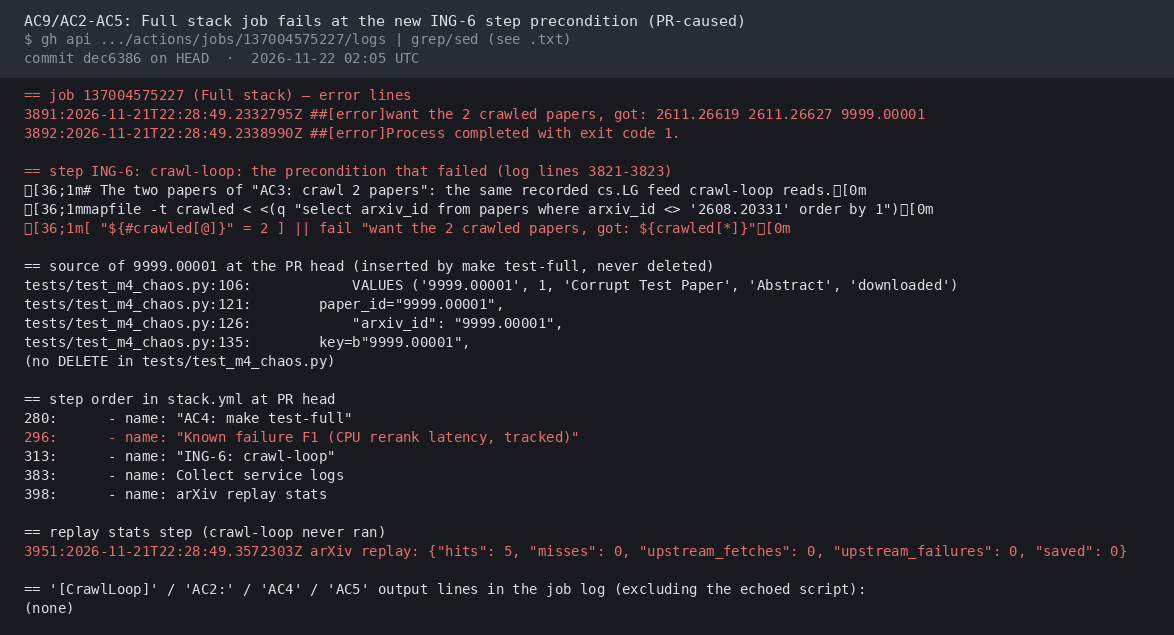 AC9/AC2-AC5: Full stack job fails at the new ING-6 step precondition (PR-caused)
$ gh api .../actions/jobs/137004575227/logs | grep/sed (see .txt)
commit dec6386 on HEAD  ·  2026-11-22 02:05 UTC
== job 137004575227 (Full stack) — error lines
3891:2026-11-21T22:28:49.2332795Z ##[error]want the 2 crawled papers, got: 2611.26619 2611.26627 9999.00001
3892:2026-11-21T22:28:49.2338990Z ##[error]Process completed with exit code 1.
== step ING-6: crawl-loop: the precondition that failed (log lines 3821-3823)
▯[36;1m# The two papers of "AC3: crawl 2 papers": the same recorded cs.LG feed crawl-loop reads.▯[0m
▯[36;1mmapfile -t crawled < <(q "select arxiv_id from papers where arxiv_id <> '2608.20331' order by 1")▯[0m
▯[36;1m[ "${#crawled[@]}" = 2 ] || fail "want the 2 crawled papers, got: ${crawled[*]}"▯[0m
== source of 9999.00001 at the PR head (inserted by make test-full, never deleted)
tests/test_m4_chaos.py:106:            VALUES ('9999.00001', 1, 'Corrupt Test Paper', 'Abstract', 'downloaded')
tests/test_m4_chaos.py:121:        paper_id="9999.00001",
tests/test_m4_chaos.py:126:            "arxiv_id": "9999.00001",
tests/test_m4_chaos.py:135:        key=b"9999.00001",
(no DELETE in tests/test_m4_chaos.py)
== step order in stack.yml at PR head
280:      - name: "AC4: make test-full"
296:      - name: "Known failure F1 (CPU rerank latency, tracked)"
313:      - name: "ING-6: crawl-loop"
383:      - name: Collect service logs
398:      - name: arXiv replay stats
== replay stats step (crawl-loop never ran)
3951:2026-11-21T22:28:49.3572303Z arXiv replay: {"hits": 5, "misses": 0, "upstream_fetches": 0, "upstream_failures": 0, "saved": 0}
== '[CrawlLoop]' / 'AC2:' / 'AC4' / 'AC5' output lines in the job log (excluding the echoed script):
(none)